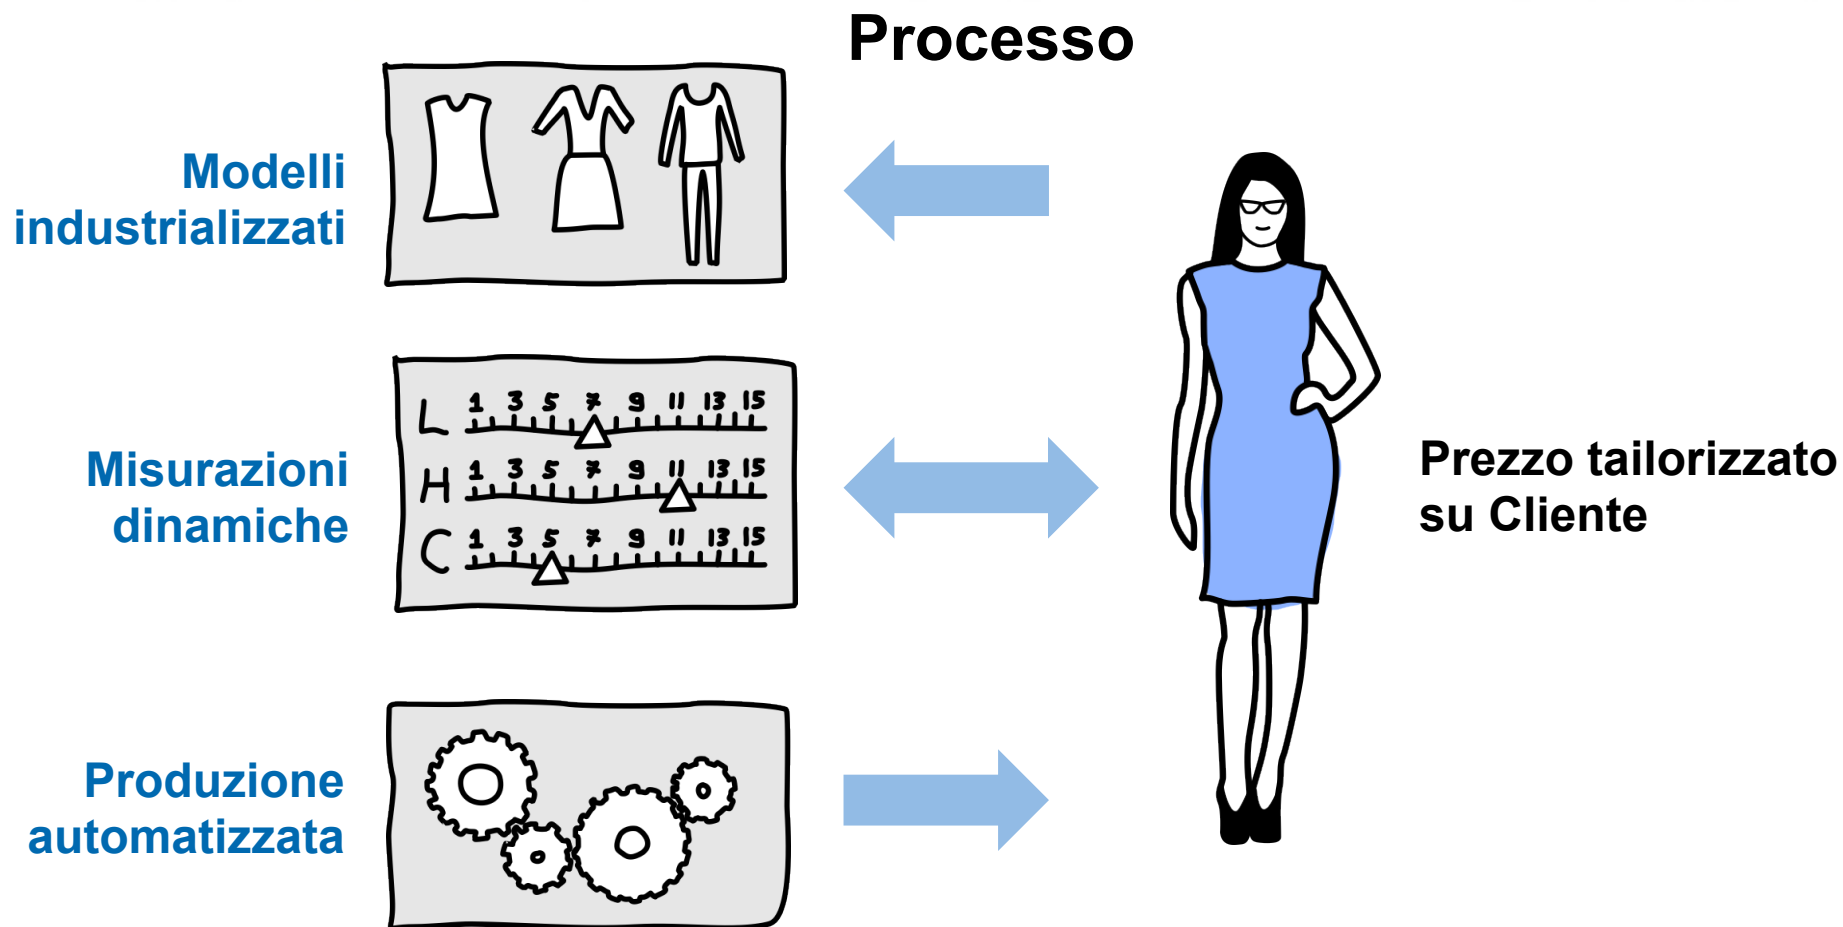 Processo
Modelli
industrializzati
L 1 3 5 7 9 11 13 15
H 1 3 5 7 9 11 13 15
C 1 3 5 7 9 11 13 15
Misurazioni
dinamiche
Prezzo tailorizzato
su Cliente
Produzione
automatizzata